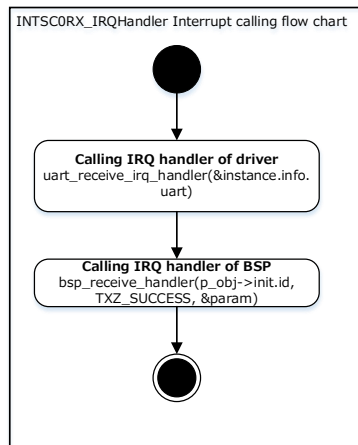 INTSC0RX_IRQHandler Interrupt calling flow chart
Calling IRQ handler of driver
uart_receive_irq_handler(&instance.info.
uart)
Calling IRQ handler of BSP
bsp_receive_handler(p_obj->init.id,
TXZ_SUCCESS, &param)